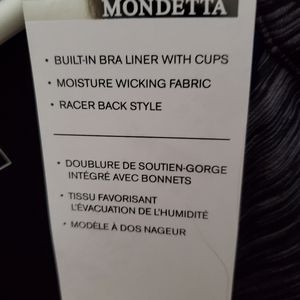 MONDETTA
• BUILT-IN BRA LINER WITH CUPS
• MOISTURE WICKING FABRIC
• RACER BACK STYLE
• DOUBLURE DE SOUTIEN-GORGE
INTÉGRÉ AVEC BONNETS
• TISSU FAVORISANT
L'ÉVACUATION DE L'HUMIDITÉ
• MODÈLE À DOS NAGEUR